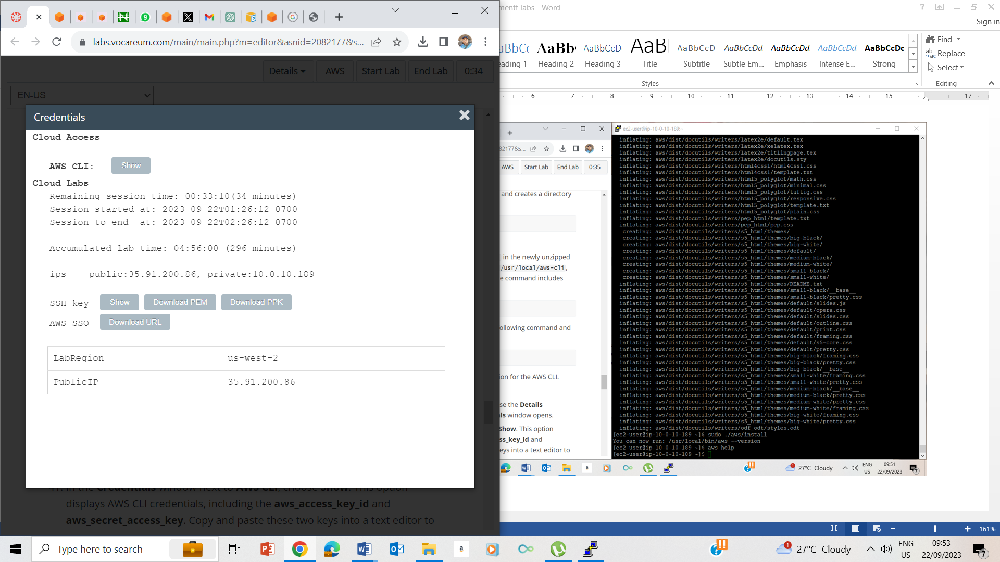 mentt labs - Word
Sign in
labs.vocareum.com/main/main.php?m=editor&asnid=2082177&s...
Details
AWS
Start Lab
End Lab
0:34
EN-US
Credentials
Cloud Access
AWS CLI:
Show
Cloud Labs
Remaining session time: 00:33:10(34 minutes)
Session started at: 2023-09-22T01:26:12-0700
Session to end  at: 2023-09-22T02:26:12-0700
Accumulated lab time: 04:56:00 (296 minutes)
ips -- public:35.91.200.86, private:10.0.10.189
SSH key
Show
Download PEM
Download PPK
AWS SSO
Download URL
LabRegion us-west-2
PublicIP 35.91.200.86
41. In the Credentials window next to AWS CLI, choose Show. This option
displays AWS CLI credentials, including the aws_access_key_id and
aws_secret_access_key. Copy and paste these two keys into a text editor to
aBbCc AaBb AaBbCcDc AaBl AaBbCcD AaBbCcDd AaBbCcDd AaBbCcDd AaBbCcDc
eading 1 Heading 2 Heading 3 Title Subtitle Subtle Em... Emphasis Intense E... Strong
Find
Replace
Select
Styles
Editing
6 7 8 9 10 11 12 13 14 15 17
82177&s...
AWS
Start Lab
End Lab
0:35
and creates a directory
in the newly unzipped
/usr/local/aws-cli,
e command includes
ollowing command and
on for the AWS CLI.
se the Details
ls window opens.
Show. This option
ss_key_id and
eys into a text editor to
ec2-user@ip-10-0-10-189:~
inflating: aws/dist/docutils/writers/latex2e/default.tex
inflating: aws/dist/docutils/writers/latex2e/xelatex.tex
inflating: aws/dist/docutils/writers/latex2e/titlingpage.tex
inflating: aws/dist/docutils/writers/latex2e/docutils.sty
inflating: aws/dist/docutils/writers/html4css1/html4css1.css
inflating: aws/dist/docutils/writers/html4css1/template.txt
inflating: aws/dist/docutils/writers/html5_polyglot/math.css
inflating: aws/dist/docutils/writers/html5_polyglot/minimal.css
inflating: aws/dist/docutils/writers/html5_polyglot/tuftig.css
inflating: aws/dist/docutils/writers/html5_polyglot/responsive.css
inflating: aws/dist/docutils/writers/html5_polyglot/template.txt
inflating: aws/dist/docutils/writers/html5_polyglot/plain.css
inflating: aws/dist/docutils/writers/pep_html/template.txt
inflating: aws/dist/docutils/writers/pep_html/pep.css
creating: aws/dist/docutils/writers/s5_html/themes/
creating: aws/dist/docutils/writers/s5_html/themes/big-black/
creating: aws/dist/docutils/writers/s5_html/themes/big-white/
creating: aws/dist/docutils/writers/s5_html/themes/default/
creating: aws/dist/docutils/writers/s5_html/themes/medium-black/
creating: aws/dist/docutils/writers/s5_html/themes/medium-white/
creating: aws/dist/docutils/writers/s5_html/themes/small-black/
creating: aws/dist/docutils/writers/s5_html/themes/small-white/
inflating: aws/dist/docutils/writers/s5_html/themes/README.txt
inflating: aws/dist/docutils/writers/s5_html/themes/small-black/__base__
inflating: aws/dist/docutils/writers/s5_html/themes/small-black/pretty.css
inflating: aws/dist/docutils/writers/s5_html/themes/default/slides.js
inflating: aws/dist/docutils/writers/s5_html/themes/default/opera.css
inflating: aws/dist/docutils/writers/s5_html/themes/default/slides.css
inflating: aws/dist/docutils/writers/s5_html/themes/default/outline.css
inflating: aws/dist/docutils/writers/s5_html/themes/default/print.css
inflating: aws/dist/docutils/writers/s5_html/themes/default/framing.css
inflating: aws/dist/docutils/writers/s5_html/themes/default/s5-core.css
inflating: aws/dist/docutils/writers/s5_html/themes/default/pretty.css
inflating: aws/dist/docutils/writers/s5_html/themes/big-black/framing.css
inflating: aws/dist/docutils/writers/s5_html/themes/big-black/pretty.css
inflating: aws/dist/docutils/writers/s5_html/themes/big-black/__base__
inflating: aws/dist/docutils/writers/s5_html/themes/small-white/framing.css
inflating: aws/dist/docutils/writers/s5_html/themes/small-white/pretty.css
inflating: aws/dist/docutils/writers/s5_html/themes/medium-black/__base__
inflating: aws/dist/docutils/writers/s5_html/themes/medium-black/pretty.css
inflating: aws/dist/docutils/writers/s5_html/themes/medium-white/pretty.css
inflating: aws/dist/docutils/writers/s5_html/themes/medium-white/framing.css
inflating: aws/dist/docutils/writers/s5_html/themes/big-white/framing.css
inflating: aws/dist/docutils/writers/s5_html/themes/big-white/pretty.css
inflating: aws/dist/docutils/writers/odf_odt/styles.odt
[ec2-user@ip-10-0-10-189 ~]$ sudo ./aws/install
You can now run: /usr/local/bin/aws --version
[ec2-user@ip-10-0-10-189 ~]$ aws help
[ec2-user@ip-10-0-10-189 ~]$
27°C Cloudy
ENG
US
09:51
22/09/2023
7
161%
Type here to search
27°C Cloudy
ENG
US
09:53
22/09/2023
7